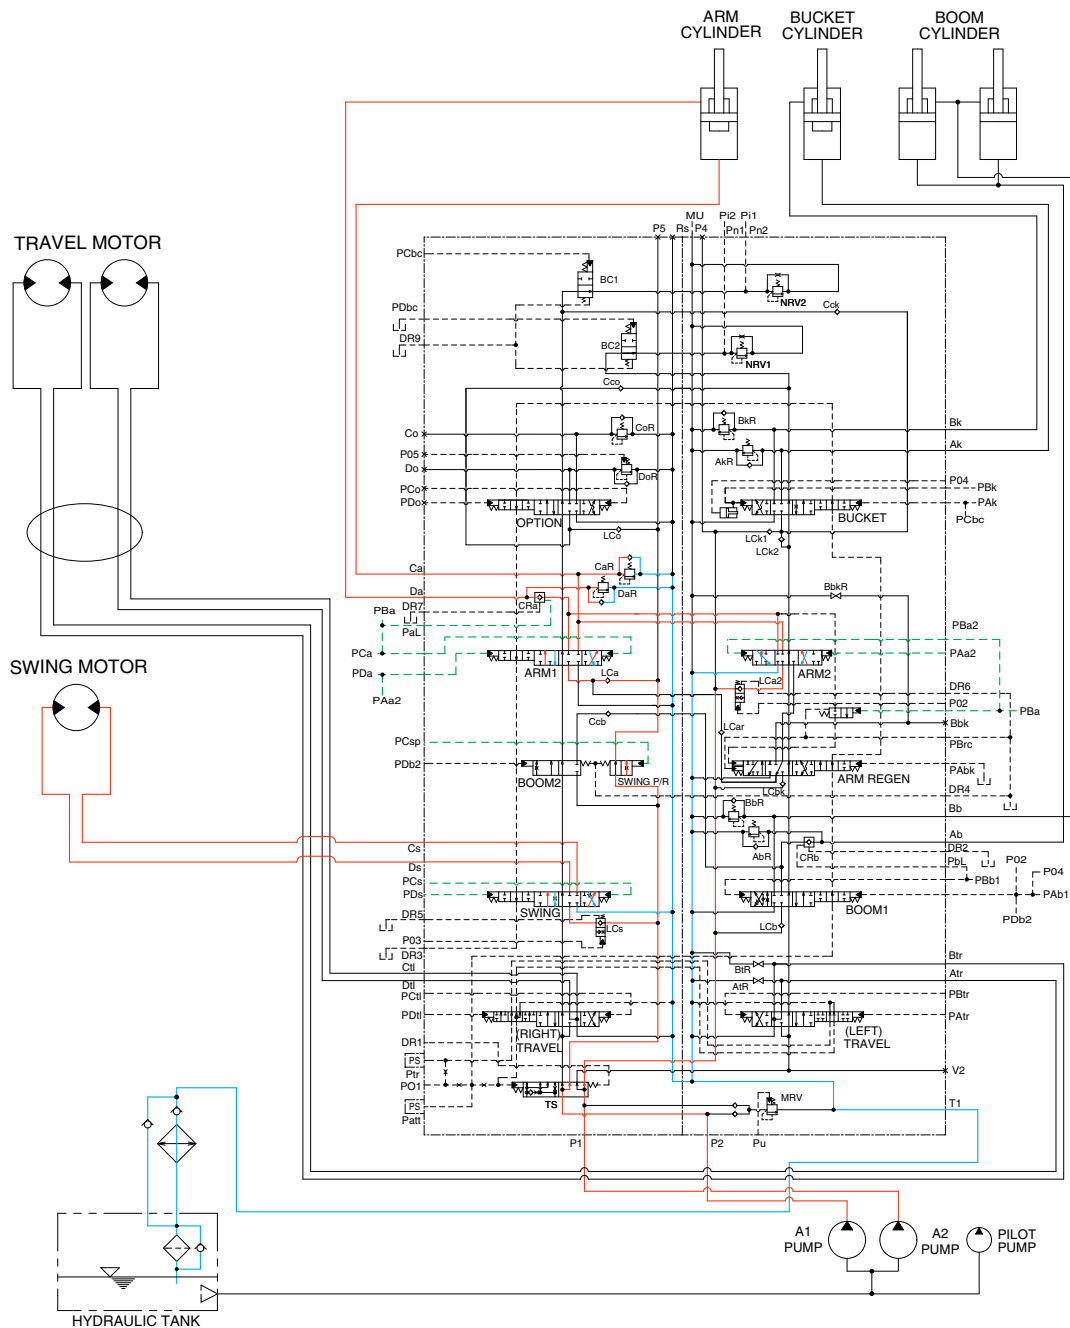 ARM
CYLINDER
BUCKET
CYLINDER
BOOM
CYLINDER
TRAVEL MOTOR
SWING MOTOR
P5
Rs
MU
P4
Pi2
Pn1
Pi1
Pn2
PCbc
BC1
NRV2
Cck
PDbc
DR9
BC2
NRV1
Cco
Co
CoR
BkR
Bk
P05
Do
DoR
AkR
Ak
PCo
PDo
OPTION
P04
PBk
PAk
PCbc
BUCKET
LCo
LCk1
LCk2
Ca
CaR
Da
DaR
CRa
BbkR
DR7
PBa
PaL
PBa2
PCa
PAa2
PDa
PAa2
ARM1
LCa
LCa2
ARM2
DR6
P02
PBa
Ccb
LCar
Bbk
PCsp
PBrc
PDb2
PAbk
BOOM2
SWING P/R
LCbk
ARM REGEN
DR4
BbR
Bb
AbR
CRb
Ab
Cs
DR2
Ds
PbL
P02
PCs
PBb1
P04
PDs
PAb1
PDb2
SWING
BOOM1
DR5
LCs
LCb
P03
DR3
Ctl
BtR
Btr
Dtl
AtR
Atr
PCtl
PBtr
PDtl
PAtr
(RIGHT)
TRAVEL
(LEFT)
TRAVEL
DR1
PS
Ptr
PO1
V2
TS
PS
Patt
MRV
T1
P1
P2
Pu
A1
PUMP
A2
PUMP
PILOT
PUMP
HYDRAULIC TANK